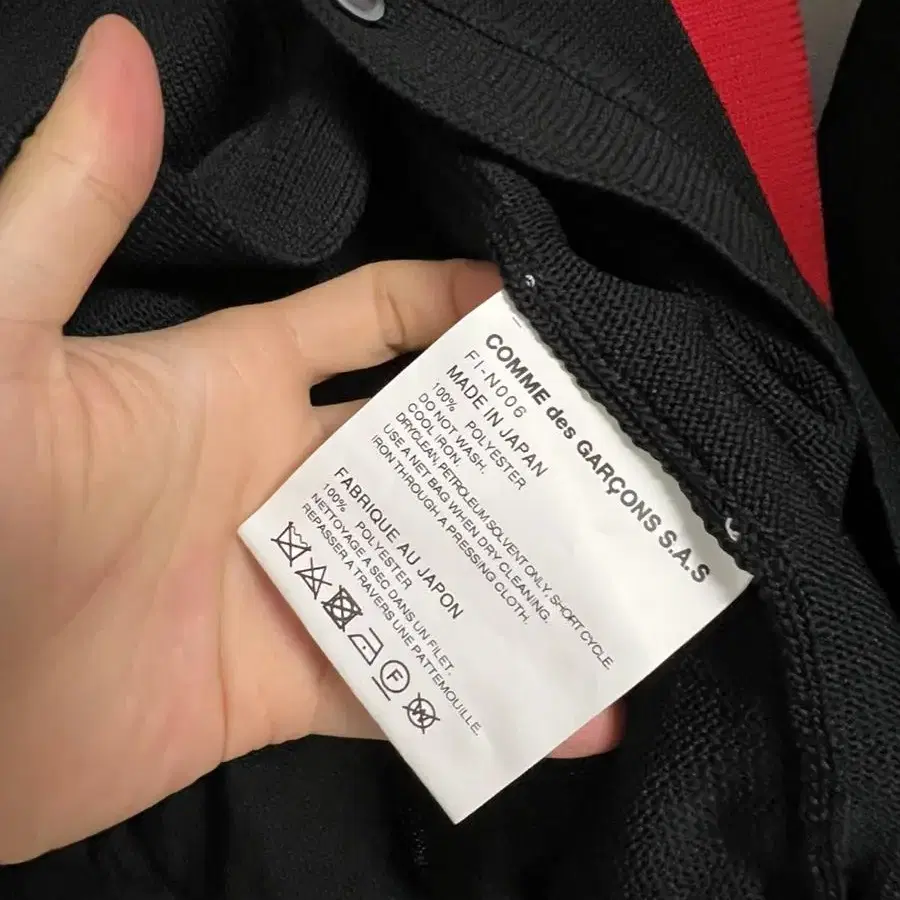 COMME des GARÇONS S.A.S
FI-N006
MADE IN JAPAN
100% POLYESTER
DO NOT WASH.
COOL IRON.
DRYCLEAN, PETROLEUM SOLVENT ONLY, SHORT CYCLE.
USE A NET BAG WHEN DRY CLEANING.
IRON THROUGH A PRESSING CLOTH.
FABRIQUE AU JAPON
100% POLYESTER
NETTOYAGE A SEC DANS UN FILET.
REPASSER A TRAVERS UNE PATTEMOUILLE.
F
W